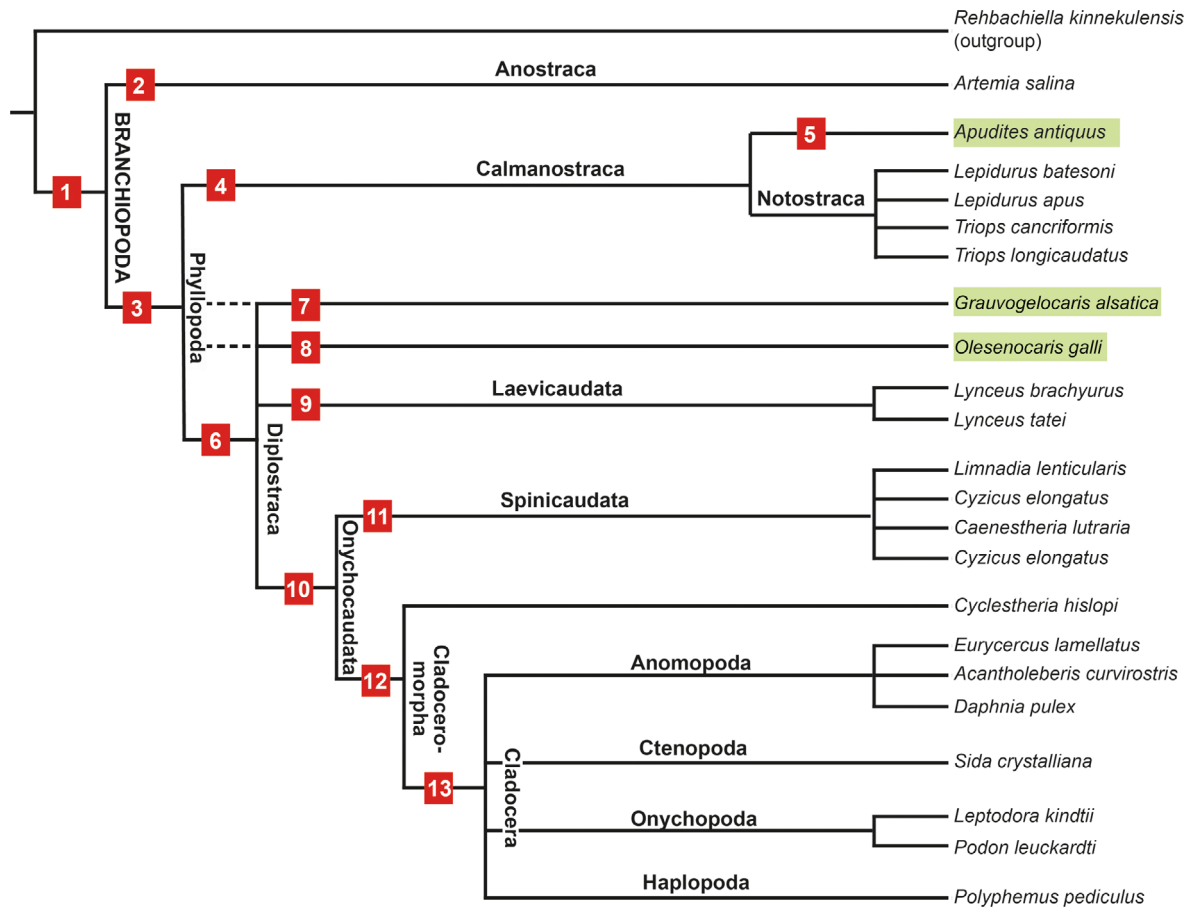 Rehbachiella kinnekulensis
(outgroup)
Anostraca
2
Artemia salina
BRANCHIOPODA
1
5
Apudites antiquus
Calmanostraca
4
Notostraca
Lepidurus batesoni
Lepidurus apus
Triops cancriformis
Triops longicaudatus
Phyllopoda
3
7
Grauvogelocaris alsatica
8
Olesenocaris galli
Laevicaudata
9
Lynceus brachyurus
Lynceus tatei
6
Diplostraca
Spinicaudata
11
Limnadia lenticularis
Cyzicus elongatus
Caenestheria lutraria
Cyzicus elongatus
Onychocaudata
10
Cyclestheria hislopi
12
Cladocero-
morpha
Anomopoda
Eurycercus lamellatus
Acantholeberis curvirostris
Daphnia pulex
Ctenopoda
Sida crystalliana
13
Cladocera
Onychopoda
Leptodora kindtii
Podon leuckardti
Haplopoda
Polyphemus pediculus